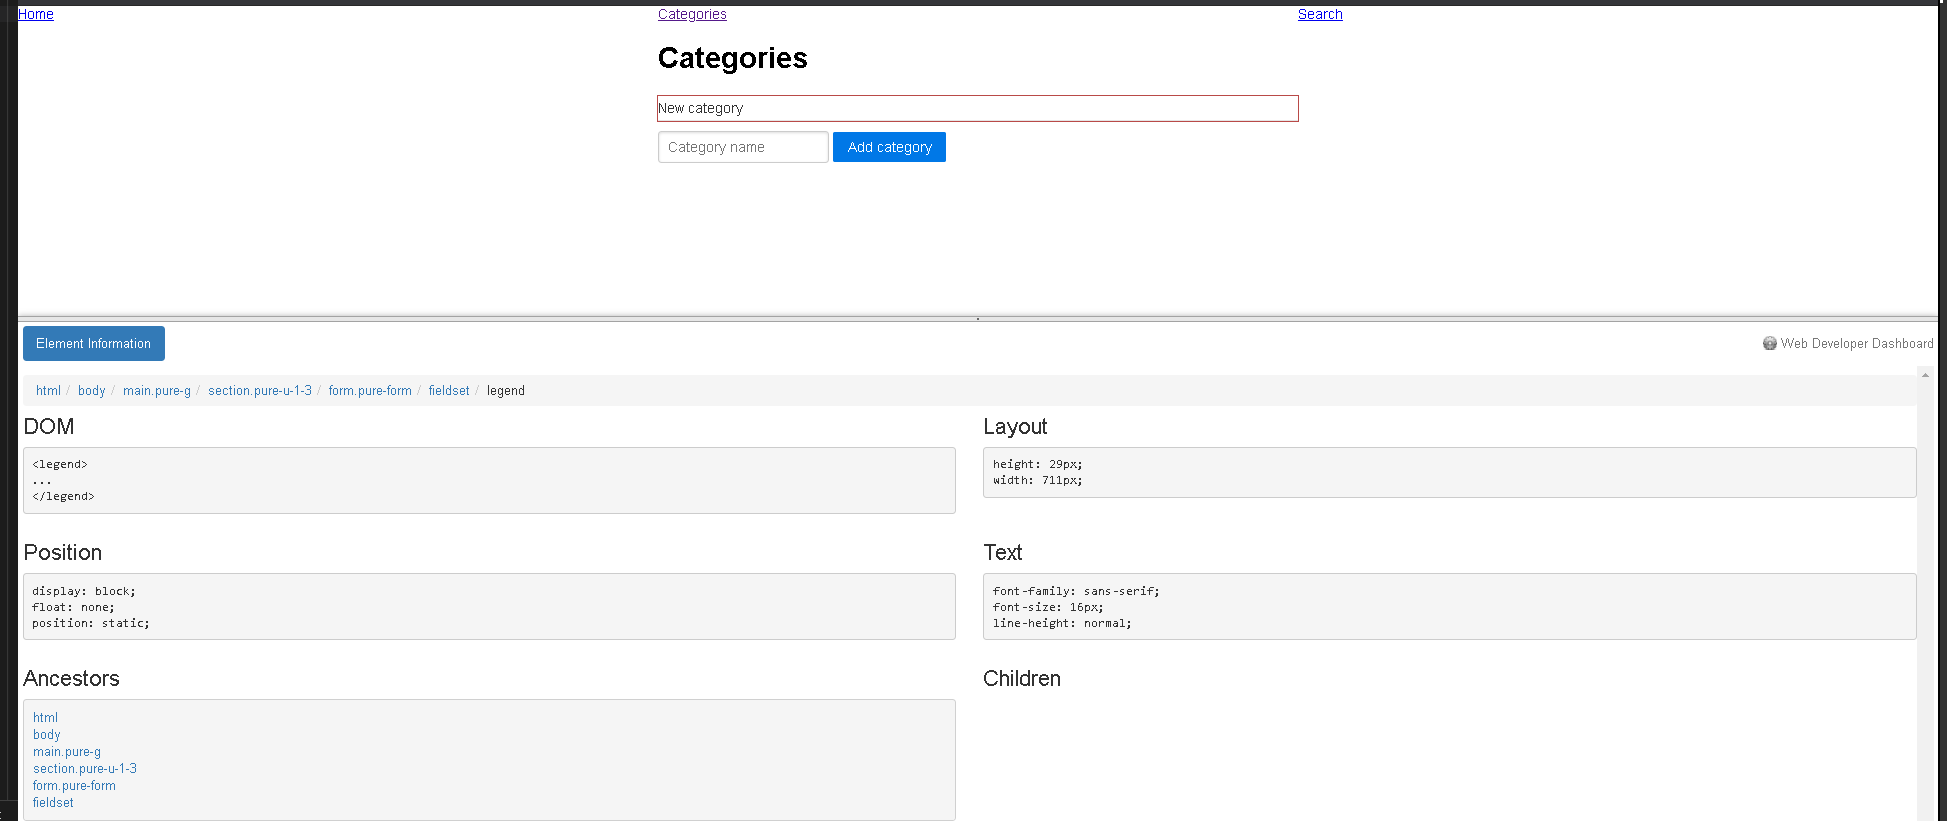 Home Categories Search
Categories
New category
Category name Add category
Element Information Web Developer Dashboard
html / body / main.pure-g / section.pure-u-1-3 / form.pure-form / fieldset / legend
DOM
<legend>
...
</legend>
Layout
height: 29px;
width: 711px;
Position
display: block;
float: none;
position: static;
Text
font-family: sans-serif;
font-size: 16px;
line-height: normal;
Ancestors
html
body
main.pure-g
section.pure-u-1-3
form.pure-form
fieldset
Children